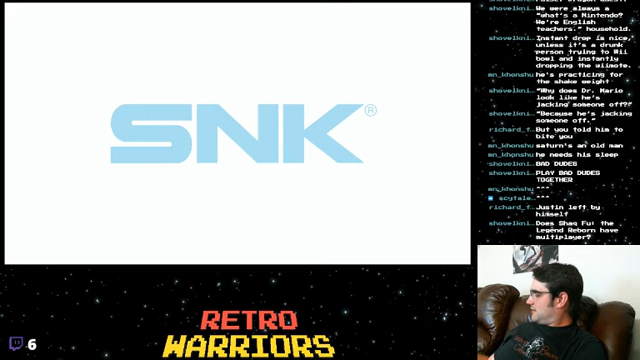 SNK®
We were always a
"what's a Nintendo?
We're English
teachers." household.
shovelkni… Instant drop is nice,
unless it's a drunk
person trying to Wii
bowl and instantly
dropping the wiimote.
mn_khonshu he's practicing for
the shake weight
shovelkni… "Why does Dr. Mario
look like he's
jacking someone off?"
shovelkni… "Because he's jacking
someone off."
richard_f… But you told him to
bite you
mn_khonshu saturn's an old man
mn_khonshu he needs his sleep
shovelkni… BAD DUDES
shovelkni… PLAY BAD DUDES
TOGETHER
mn_khonshu ^^^
scytale… ^^^
richard_f… Justin left by
himself
shovelkni… Does Shaq Fu: the
Legend Reborn have
multiplayer?
6
RETRO
WARRIORS